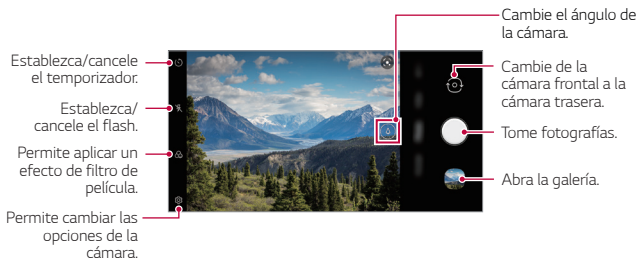 Establezca/cancele
el temporizador.
Establezca/
cancele el flash.
Permite aplicar un
efecto de filtro de
película.
Permite cambiar las
opciones de la
cámara.
Cambie el ángulo de
la cámara.
Cambie de la
cámara frontal a la
cámara trasera.
Tome fotografías.
Abra la galería.